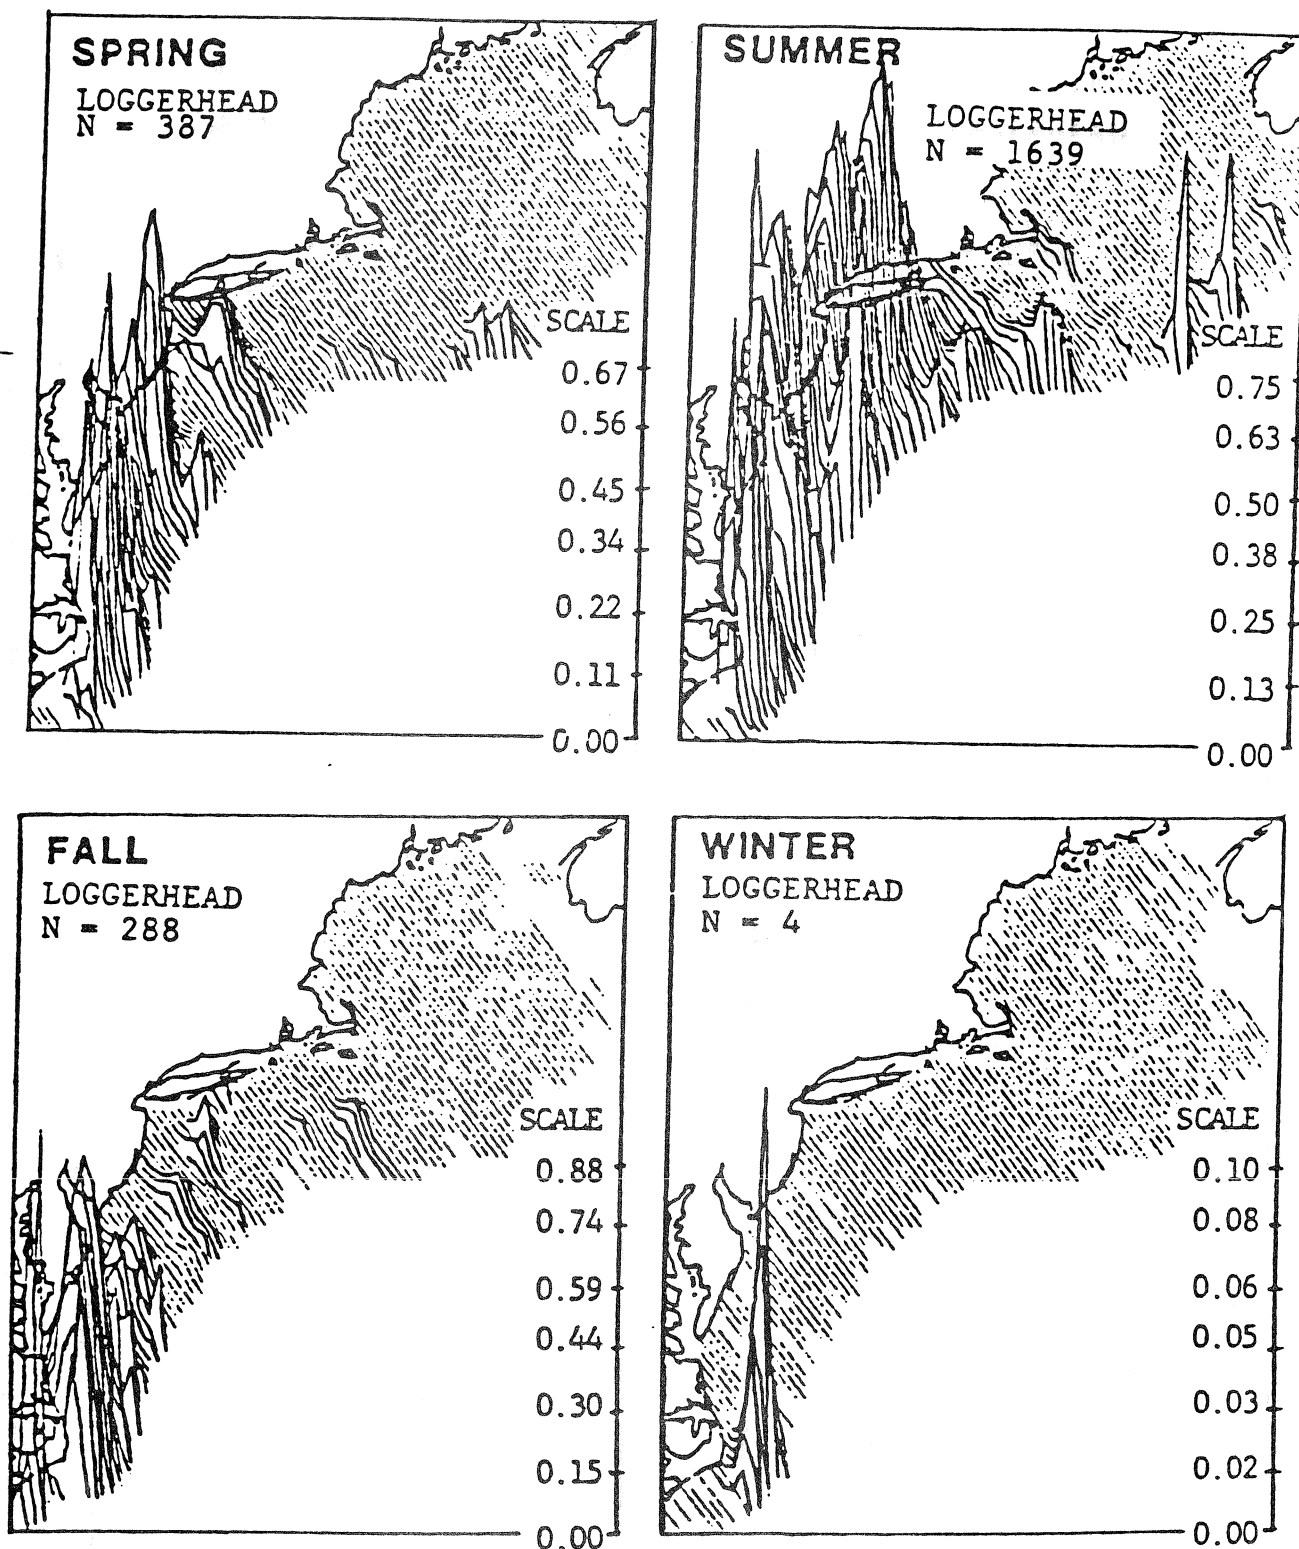 SPRING
LOGGERHEAD
N = 387
SCALE
0.67
0.56
0.45
0.34
0.22
0.11
0.00
SUMMER
LOGGERHEAD
N = 1639
SCALE
0.75
0.63
0.50
0.38
0.25
0.13
0.00
FALL
LOGGERHEAD
N = 288
SCALE
0.88
0.74
0.59
0.44
0.30
0.15
0.00
WINTER
LOGGERHEAD
N = 4
SCALE
0.10
0.08
0.06
0.05
0.03
0.02
0.00